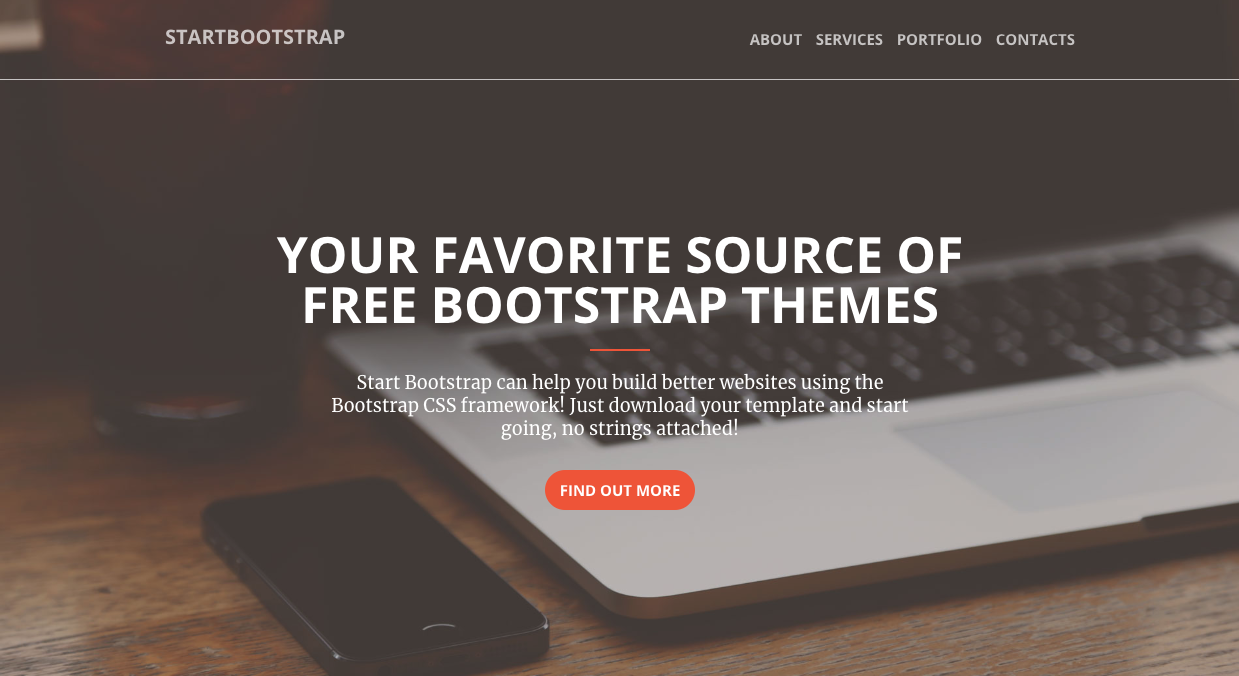 STARTBOOTSTRAP
ABOUT SERVICES PORTFOLIO CONTACTS
YOUR FAVORITE SOURCE OF
FREE BOOTSTRAP THEMES
Start Bootstrap can help you build better websites using the
Bootstrap CSS framework! Just download your template and start
going, no strings attached!
FIND OUT MORE